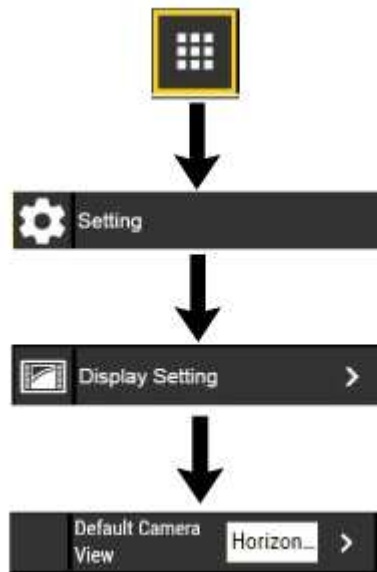 Setting
Display Setting
Default Camera
View
Horizon...